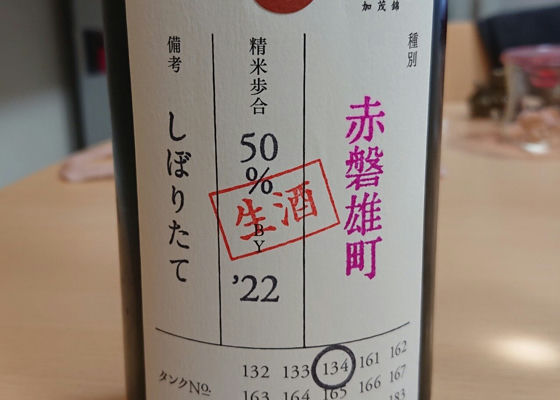 加茂錦
種別
赤磐雄町
精米歩合
50
%
生酒
BY
’22
備考
しぼりたて
タンクNo.
132 133 134 161 162
163 164 165 166 167
183